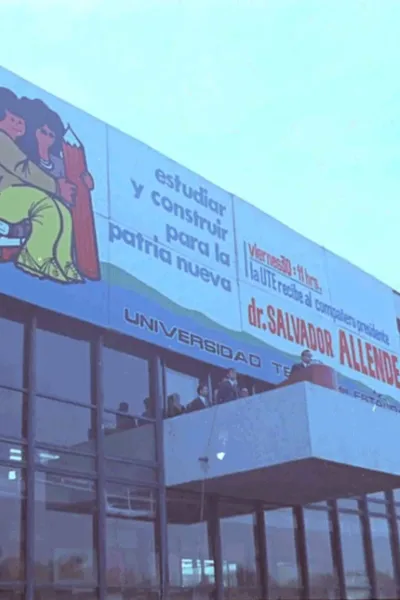 estudiar
y construir
para la
patria nueva
Viernes 30: 11 hrs.
la UTE recibe al compañero presidente
dr. SALVADOR ALLENDE
UNIVERSIDAD